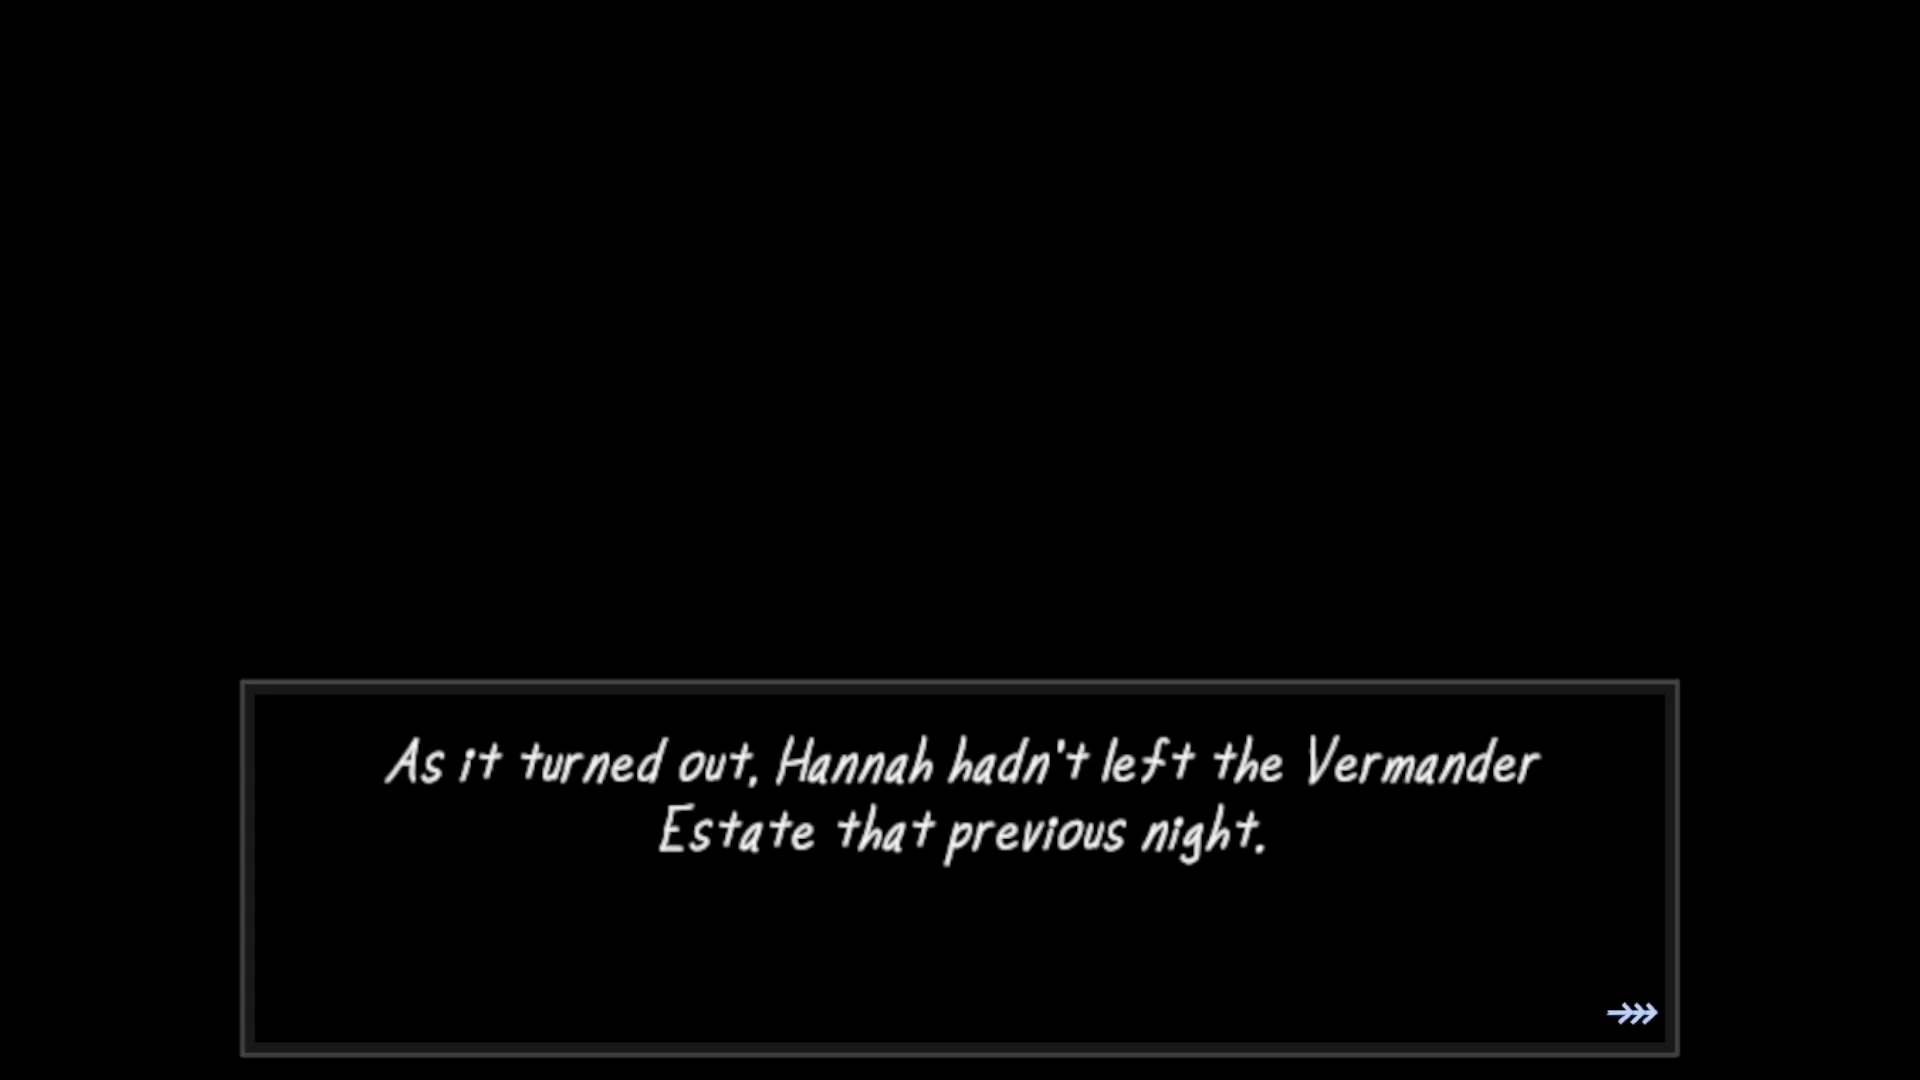 As it turned out, Hannah hadn't left the Vermander
Estate that previous night.